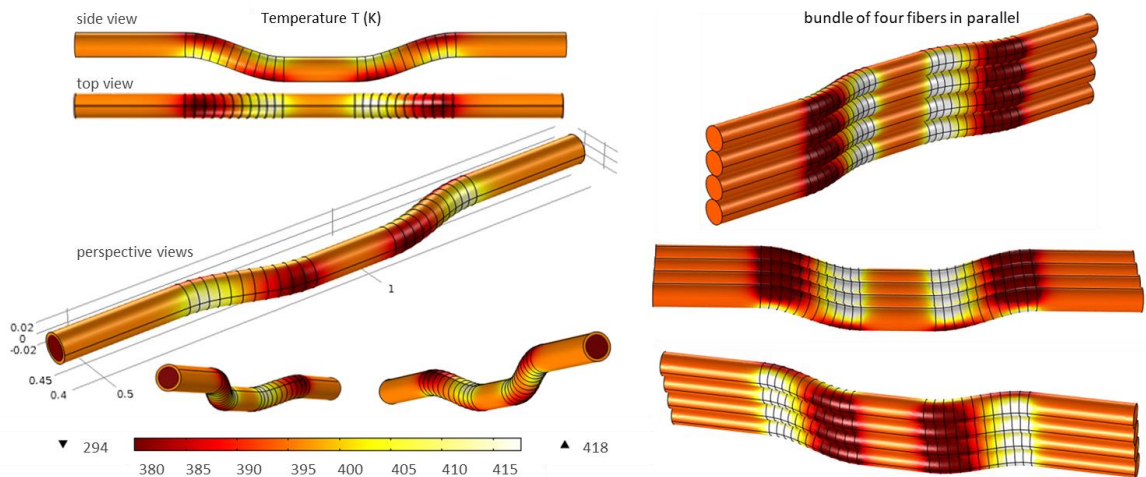 side view
Temperature T (K)
bundle of four fibers in parallel
top view
perspective views
1
0.02
0
-0.02
0.45
0.4
0.5
▼ 294
▲ 418
380 385 390 395 400 405 410 415